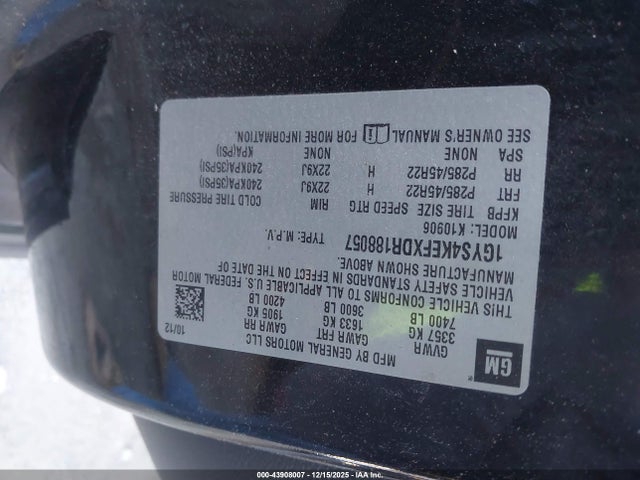 GM
MFD BY GENERAL MOTORS LLC
10/12
GVWR GAWR FRT GAWR RR
3357 KG 1633 KG 1905 KG
7400 LB 3600 LB 4200 LB
THIS VEHICLE CONFORMS TO ALL APPLICABLE U.S. FEDERAL MOTOR
VEHICLE SAFETY STANDARDS IN EFFECT ON THE DATE OF
MANUFACTURE SHOWN ABOVE.
1GYS4KEFXDR188057 TYPE: M.P.V.
MODEL: K10906
KPPB TIRE SIZE SPEED RTG RIM COLD TIRE PRESSURE
FRT P285/45R22 H 22X9J 240KPA(35PSI)
RR P285/45R22 H 22X9J 240KPA(35PSI)
SPA NONE NONE KPA(PSI)
SEE OWNER'S MANUAL FOR MORE INFORMATION.
000-43908007 - 12/15/2025 - IAAI.COM